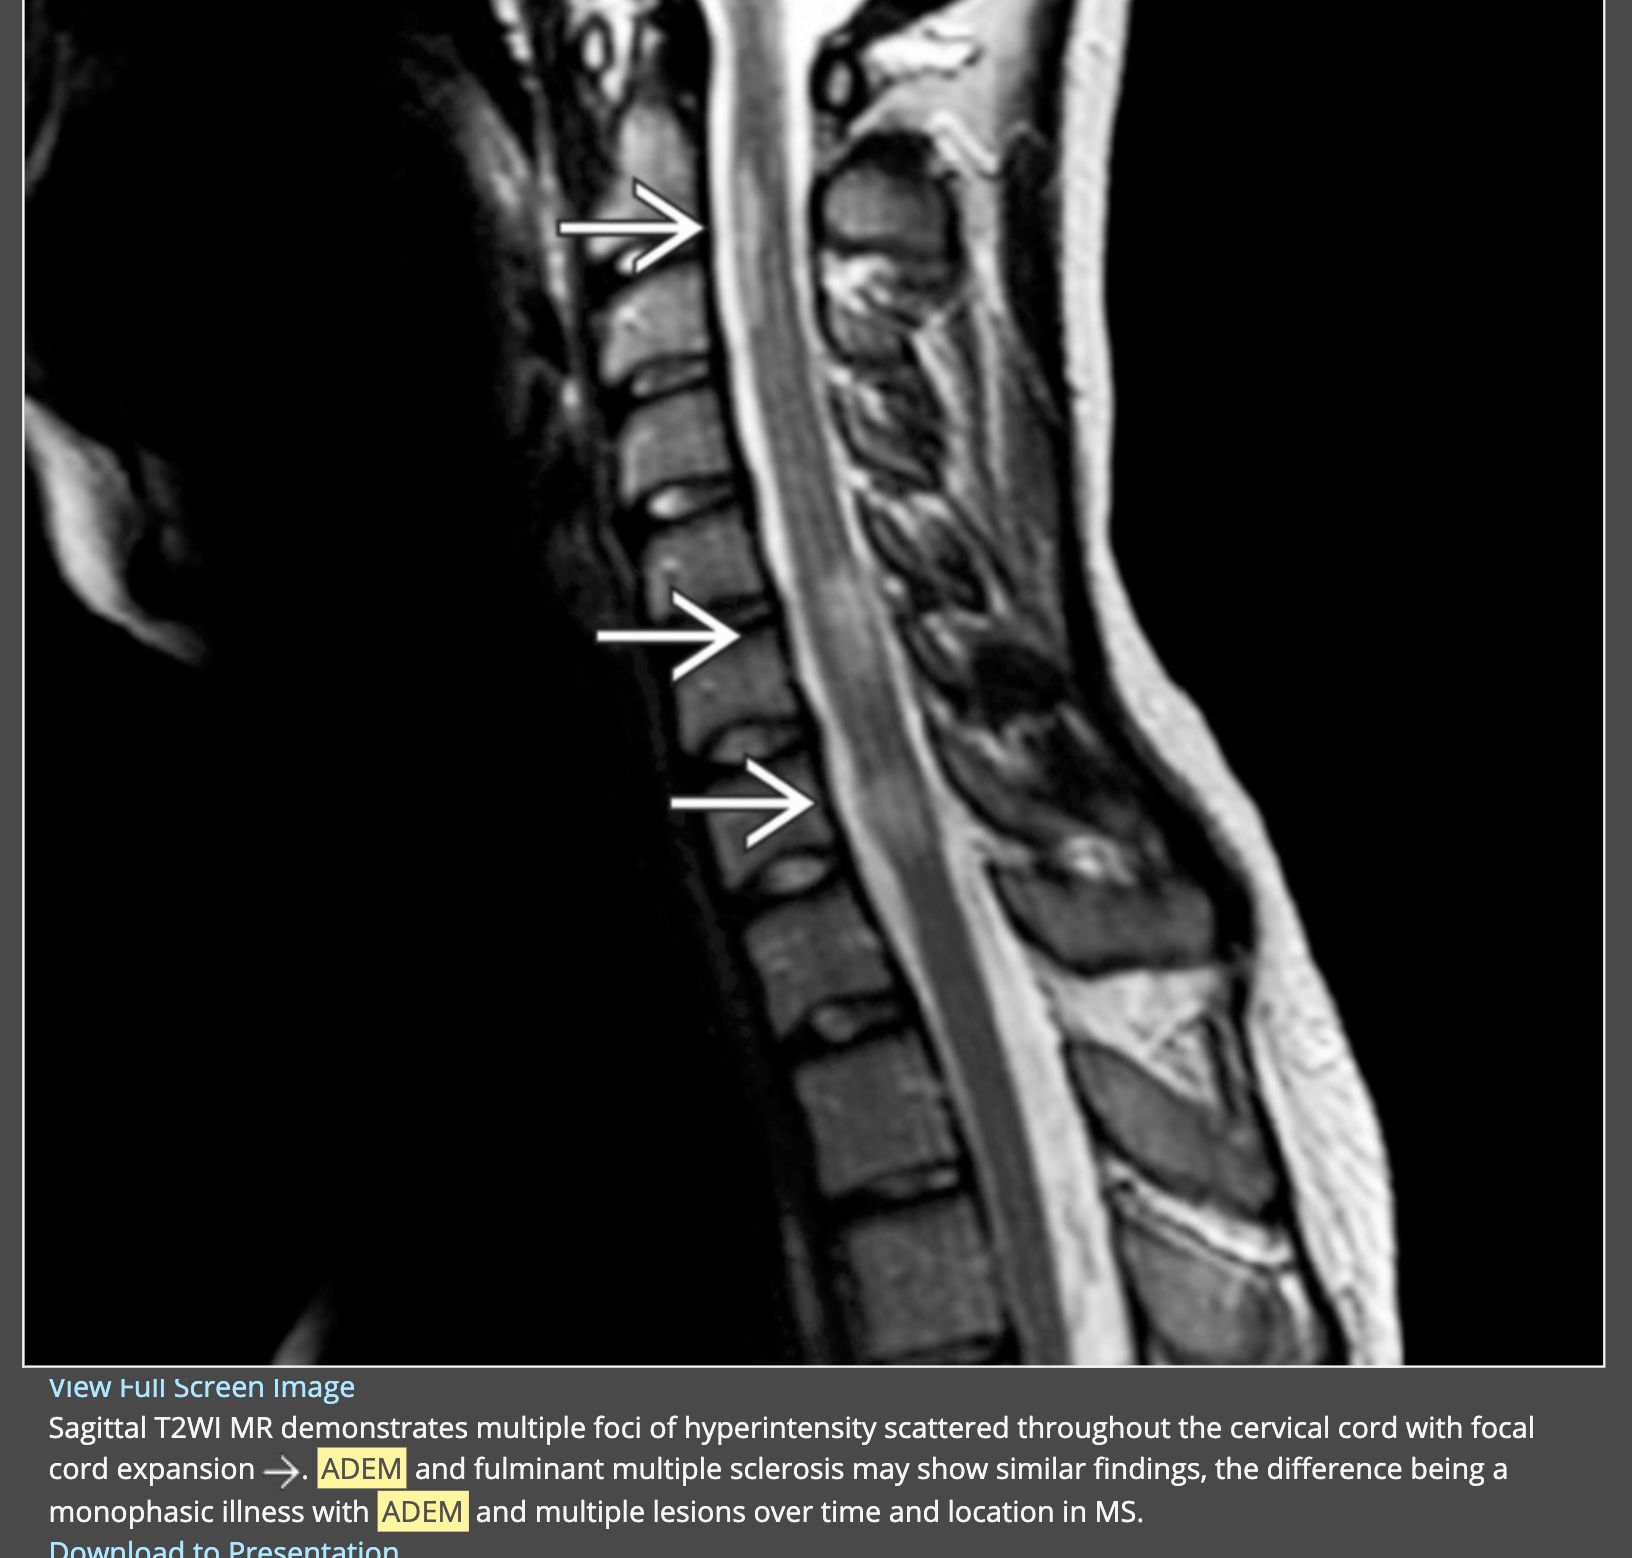 View Full Screen Image
Sagittal T2WI MR demonstrates multiple foci of hyperintensity scattered throughout the cervical cord with focal
cord expansion →. ADEM and fulminant multiple sclerosis may show similar findings, the difference being a
monophasic illness with ADEM and multiple lesions over time and location in MS.
Download to Presentation